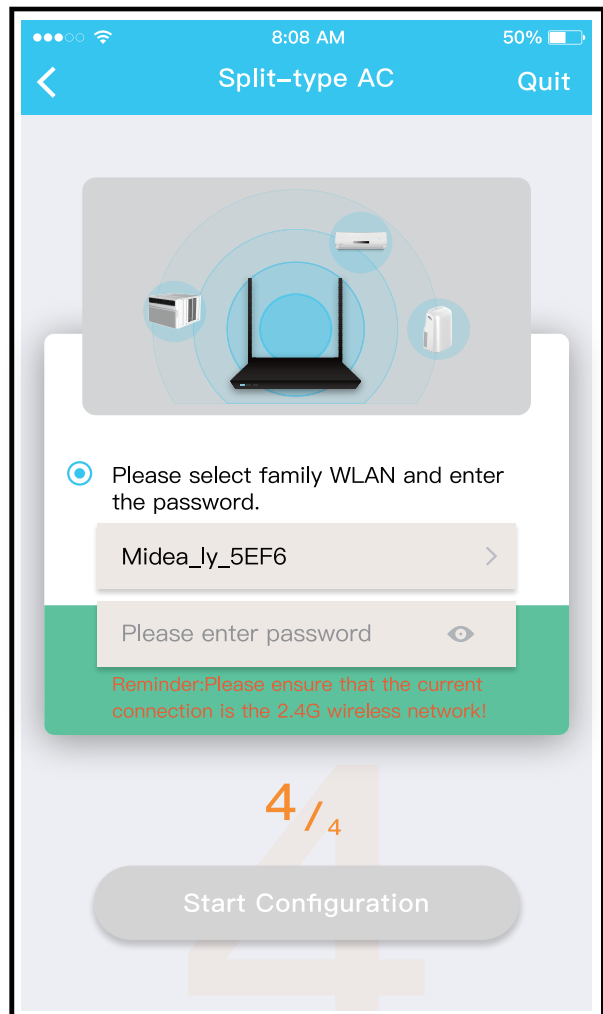 8:08 AM
50%
Split-type AC
Quit
Please select family WLAN and enter
the password.
Midea_ly_5EF6
Please enter password
Reminder:Please ensure that the current
connection is the 2.4G wireless network!
4/4
4
Start Configuration